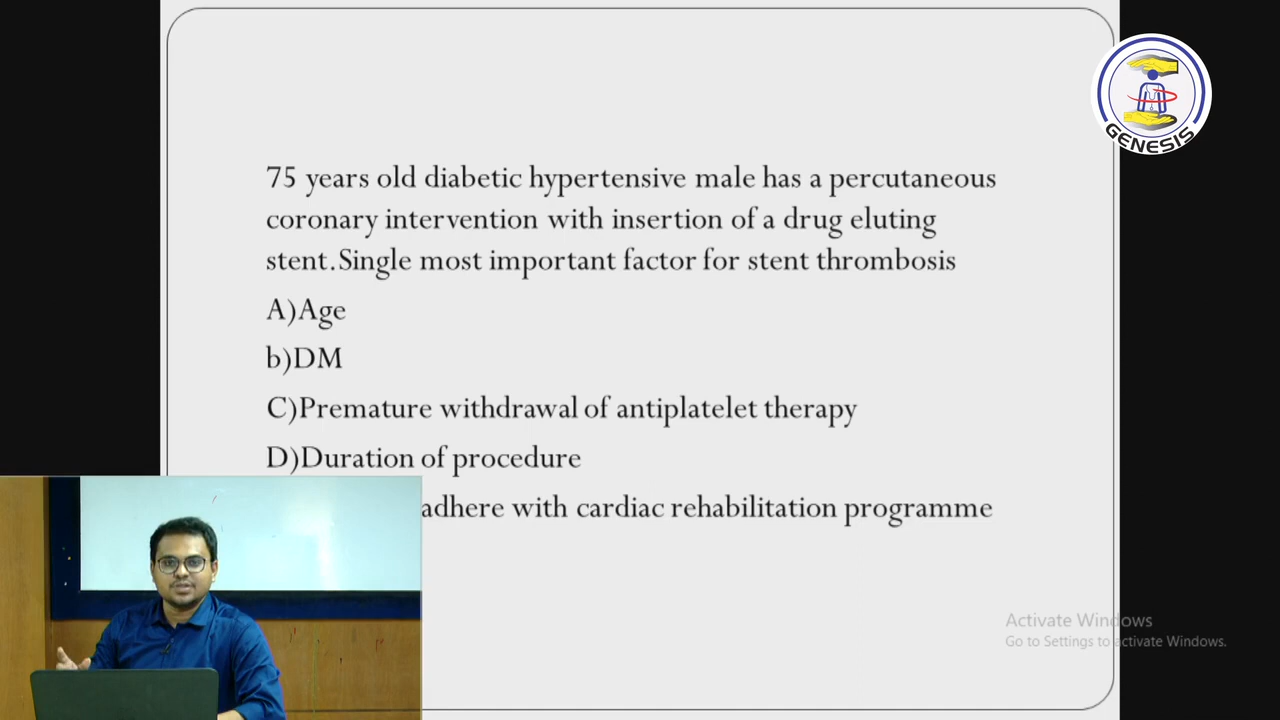 75 years old diabetic hypertensive male has a percutaneous
coronary intervention with insertion of a drug eluting
stent.Single most important factor for stent thrombosis
A)Age
b)DM
C)Premature withdrawal of antiplatelet therapy
D)Duration of procedure
adhere with cardiac rehabilitation programme
GENESIS
Activate Windows
Go to Settings to activate Windows.